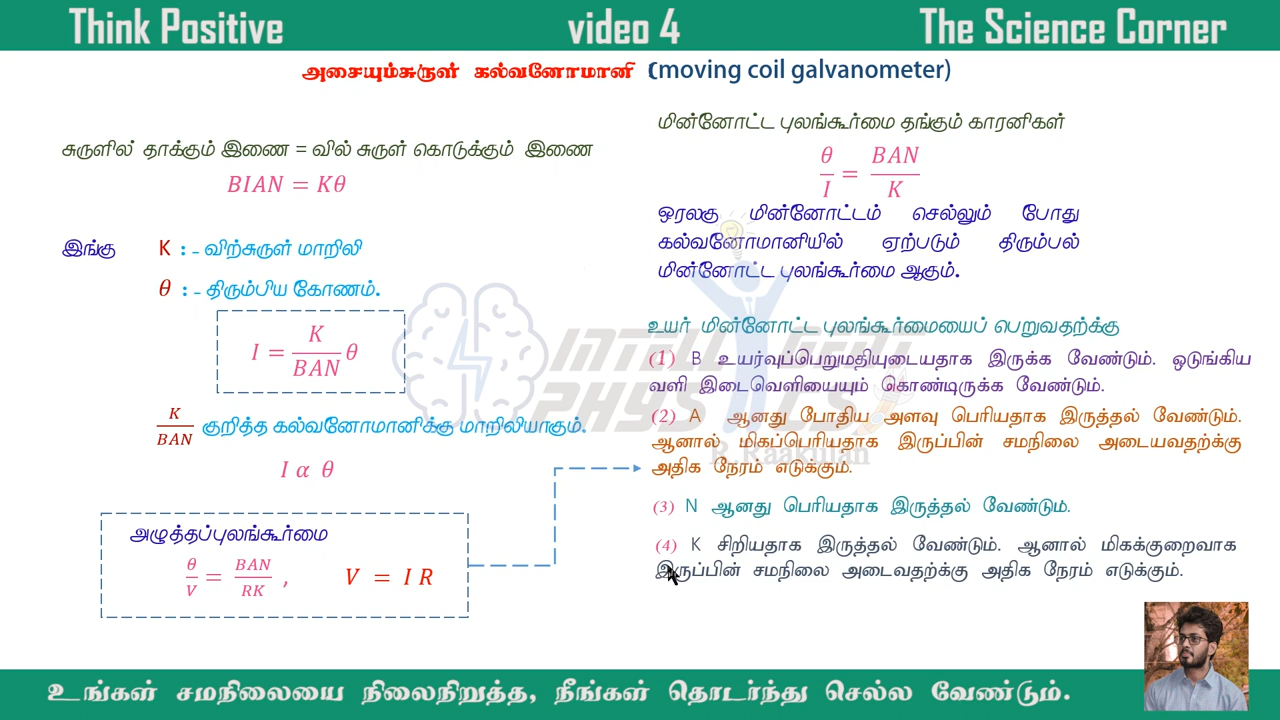 Think Positive
video 4
The Science Corner
அசையும்சுருள் கல்வனோமானி (moving coil galvanometer)
சுருளில் தாக்கும் இணை = வில் சுருள் கொடுக்கும் இணை
BIAN = Kθ
இங்கு K : - விற்சுருள் மாறிலி
θ : - திரும்பிய கோணம்.
I = K/BAN θ
K/BAN குறித்த கல்வனோமானிக்கு மாறிலியாகும்.
I α θ
அழுத்தப்புலங்கூர்மை
θ/V = BAN/RK , V = I R
மின்னோட்ட புலங்கூர்மை தங்கும் காரனிகள்
θ/I = BAN/K
ஓரலகு மின்னோட்டம் செல்லும் போது
கல்வனோமானியில் ஏற்படும் திரும்பல்
மின்னோட்ட புலங்கூர்மை ஆகும்.
உயர் மின்னோட்ட புலங்கூர்மையைப் பெறுவதற்க்கு
(1) B உயர்வுப்பெறுமதியுடையதாக இருக்க வேண்டும். ஒடுங்கிய
வளி இடைவெளியையும் கொண்டிருக்க வேண்டும்.
(2) A ஆனது போதிய அளவு பெரியதாக இருத்தல் வேண்டும்.
ஆனால் மிகப்பெரியதாக இருப்பின் சமநிலை அடையவதற்க்கு
அதிக நேரம் எடுக்கும்.
(3) N ஆனது பெரியதாக இருத்தல் வேண்டும்.
(4) K சிறியதாக இருத்தல் வேண்டும். ஆனால் மிகக்குறைவாக
இருப்பின் சமநிலை அடைவதற்க்கு அதிக நேரம் எடுக்கும்.
INTELLIGENT
PHYSICS
R.Raakulan
உங்கள் சமநிலையை நிலைநிறுத்த, நீங்கள் தொடர்ந்து செல்ல வேண்டும்.